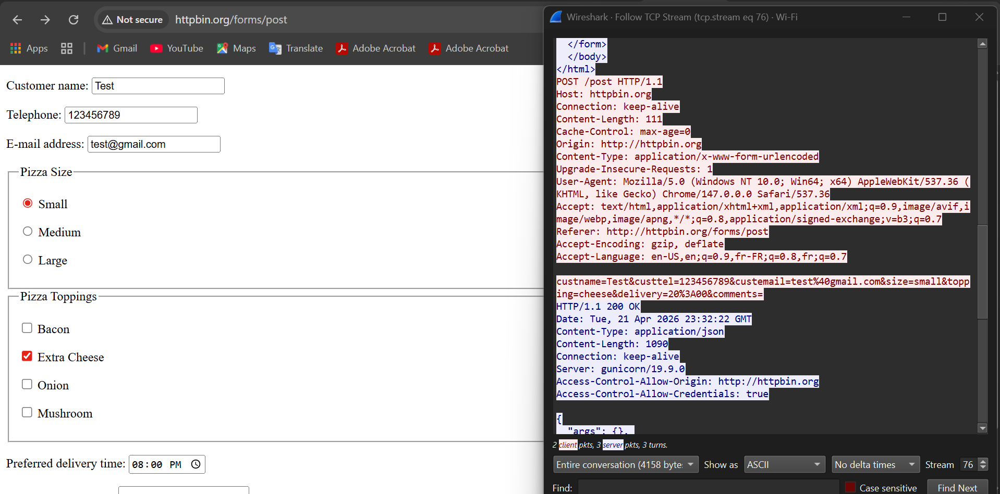 Not secure httpbin.org/forms/post
Apps Gmail YouTube Maps Translate Adobe Acrobat Adobe Acrobat
Customer name: Test
Telephone: 123456789
E-mail address: test@gmail.com
Pizza Size
Small
Medium
Large
Pizza Toppings
Bacon
Extra Cheese
Onion
Mushroom
Preferred delivery time: 08:00 PM
Wireshark · Follow TCP Stream (tcp.stream eq 76) · Wi-Fi
</form>
</body>
</html>
POST /post HTTP/1.1
Host: httpbin.org
Connection: keep-alive
Content-Length: 111
Cache-Control: max-age=0
Origin: http://httpbin.org
Content-Type: application/x-www-form-urlencoded
Upgrade-Insecure-Requests: 1
User-Agent: Mozilla/5.0 (Windows NT 10.0; Win64; x64) AppleWebKit/537.36 (
KHTML, like Gecko) Chrome/147.0.0.0 Safari/537.36
Accept: text/html,application/xhtml+xml,application/xml;q=0.9,image/avif,i
mage/webp,image/apng,*/*;q=0.8,application/signed-exchange;v=b3;q=0.7
Referer: http://httpbin.org/forms/post
Accept-Encoding: gzip, deflate
Accept-Language: en-US,en;q=0.9,fr-FR;q=0.8,fr;q=0.7
custname=Test&custtel=123456789&custemail=test%40gmail.com&size=small&topp
ing=cheese&delivery=20%3A00&comments=
HTTP/1.1 200 OK
Date: Tue, 21 Apr 2026 23:32:22 GMT
Content-Type: application/json
Content-Length: 1090
Connection: keep-alive
Server: gunicorn/19.9.0
Access-Control-Allow-Origin: http://httpbin.org
Access-Control-Allow-Credentials: true
{
"args": {},
2 client pkts, 3 server pkts, 3 turns.
Entire conversation (4158 bytes Show as ASCII No delta times Stream 76
Find: Case sensitive Find Next